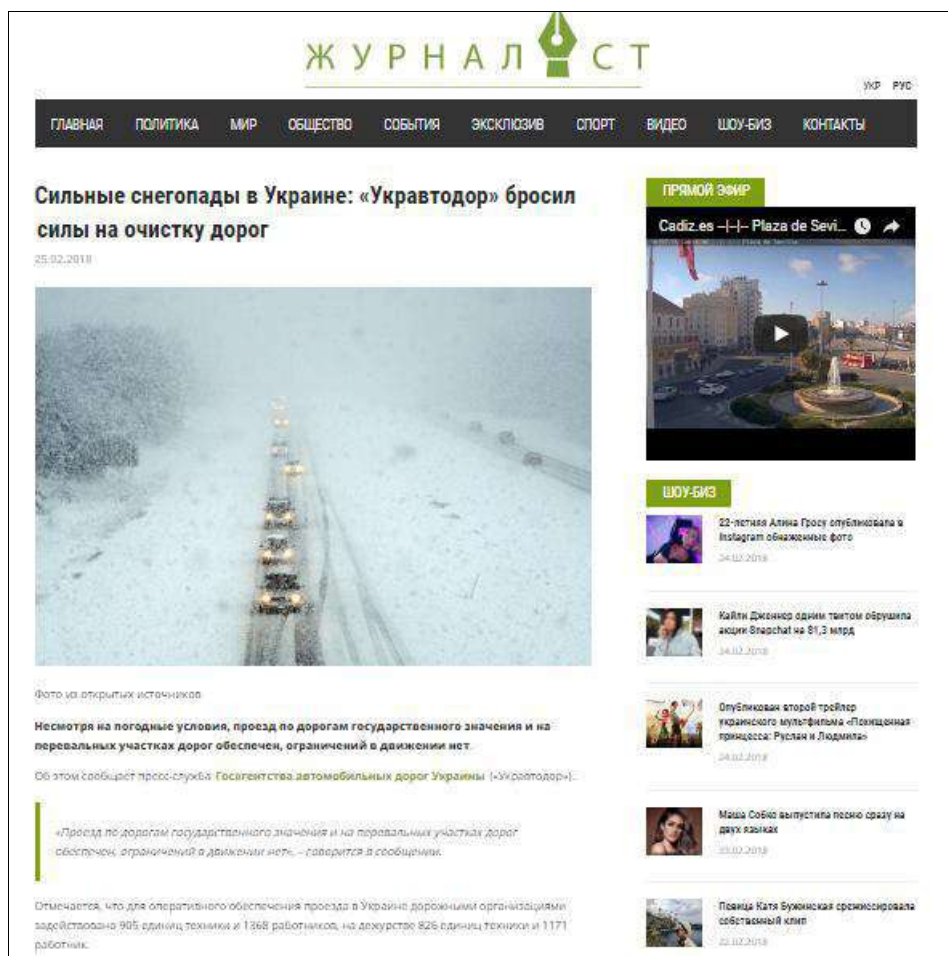 ЖУРНАЛ СТ
УКР РУС
ГЛАВНАЯ ПОЛИТИКА МИР ОБЩЕСТВО СОБЫТИЯ ЭКСКЛЮЗИВ СПОРТ ВИДЕО ШОУ-БИЗ КОНТАКТЫ
Сильные снегопады в Украине: «Укравтодор» бросил
силы на очистку дорог
25.02.2018
Фото из открытых источников
Несмотря на погодные условия, проезд по дорогам государственного значения и на
перевальных участках дорог обеспечен, ограничений в движении нет.
Об этом сообщает пресс-служба Госагентства автомобильных дорог Украины («Укравтодор»).
«Проезд по дорогам государственного значения и на перевальных участках дорог
обеспечен, ограничений в движении нет», – говорится в сообщении.
Отмечается, что для оперативного обеспечения проезда в Украине дорожными организациями
задействована 905 единиц техники и 1368 работников, на дежурстве 826 единиц техники и 1171
работник.
ПРЯМОЙ ЭФИР
Cadiz.es --|-|-- Plaza de Sevi...
ШОУ-БИЗ
22-летняя Алина Гросу опубликовала в
Instagram обнаженные фото
24.02.2018
Кайли Дженнер одним твитом обрушила
акции Snapchat на $1,3 млрд
24.02.2018
Опубликован второй трейлер
украинского мультфильма «Похищенная
принцесса: Руслан и Людмила»
24.02.2018
Маша Собко выпустила песню сразу на
двух языках
23.02.2018
Певица Катя Бужинская срежиссировала
собственный клип
22.02.2018